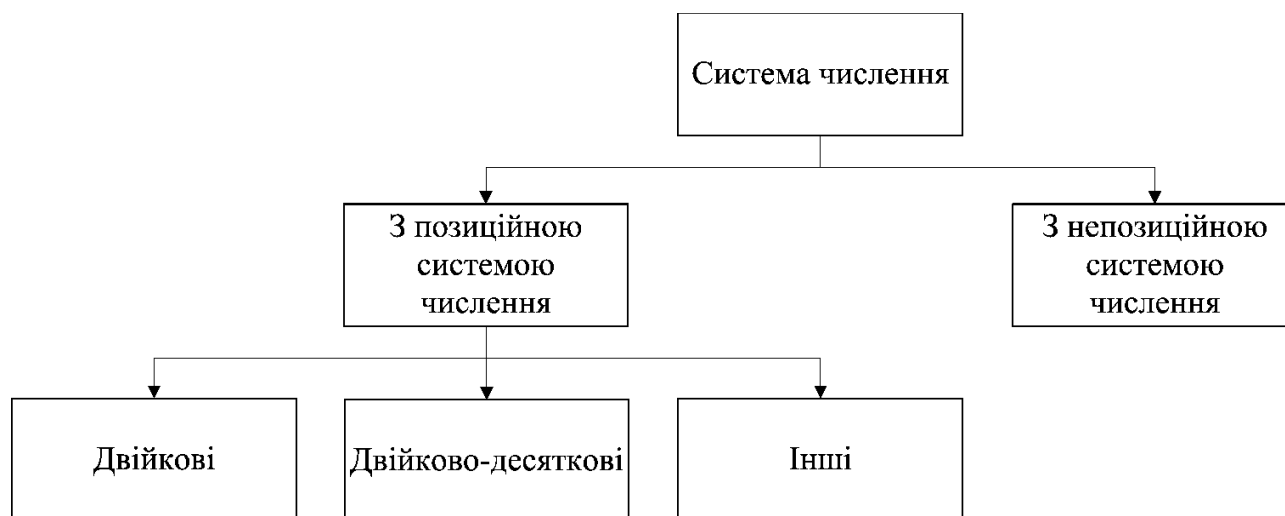 Система числення
З позиційною
системою
числення
З непозиційною
системою
числення
Двійкові
Двійково-десяткові
Інші